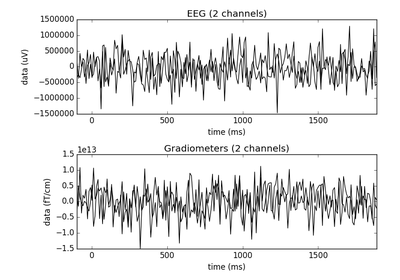 EEG (2 channels)
1500000
1000000
500000
0
-500000
-1000000
-1500000
data (uV)
0 500 1000 1500
time (ms)
Gradiometers (2 channels)
1e13
1.5
1.0
0.5
0.0
-0.5
-1.0
-1.5
data (fT/cm)
0 500 1000 1500
time (ms)